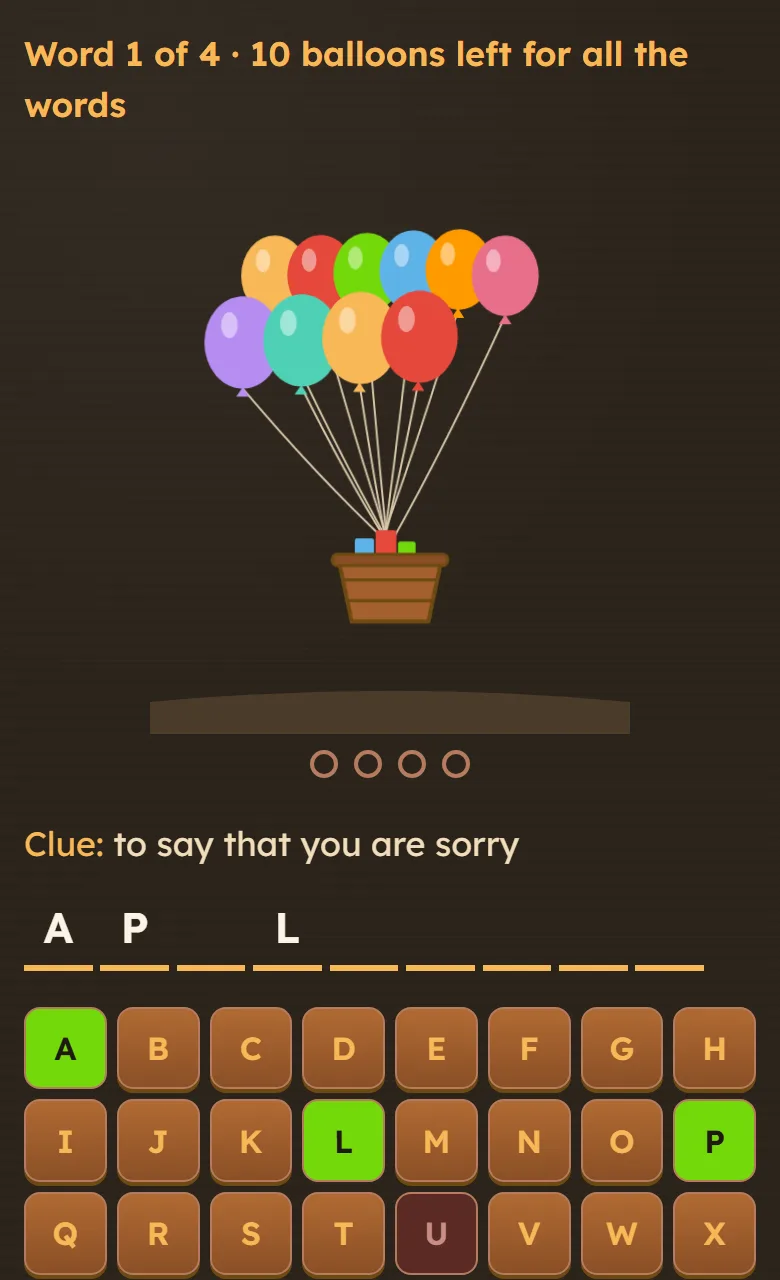 Word 1 of 4 · 10 balloons left for all the
words
Clue: to say that you are sorry
A P L
A B C D E F G H
I J K L M N O P
Q R S T U V W X